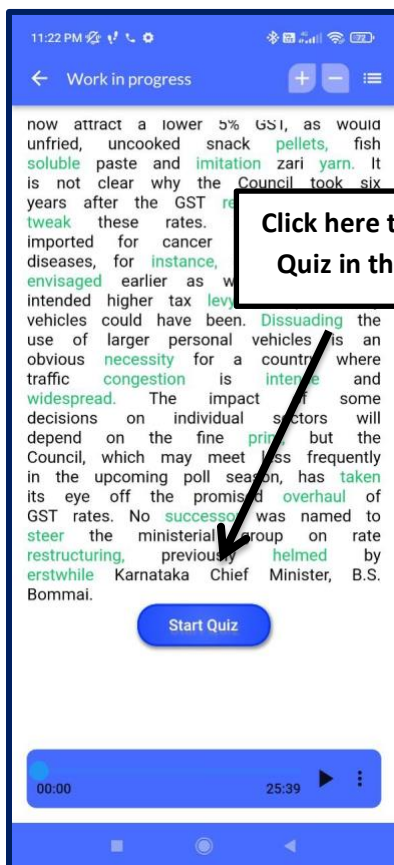 11:22 PM
72
Work in progress
now attract a lower 5% GST, as would
unfried, uncooked snack pellets, fish
soluble paste and imitation zari yarn. It
is not clear why the Council took six
years after the GST
tweak these rates.
imported for cancer
diseases, for instance,
envisaged earlier as
intended higher tax levy
vehicles could have been. Dissuading the
use of larger personal vehicles is an
obvious necessity for a country where
traffic congestion is intense and
widespread. The impact of some
decisions on individual sectors will
depend on the fine print, but the
Council, which may meet less frequently
in the upcoming poll season, has taken
its eye off the promised overhaul of
GST rates. No successor was named to
steer the ministerial group on rate
restructuring, previously helmed by
erstwhile Karnataka Chief Minister, B.S.
Bommai.
Click here t
Quiz in th
Start Quiz
00:00
25:39